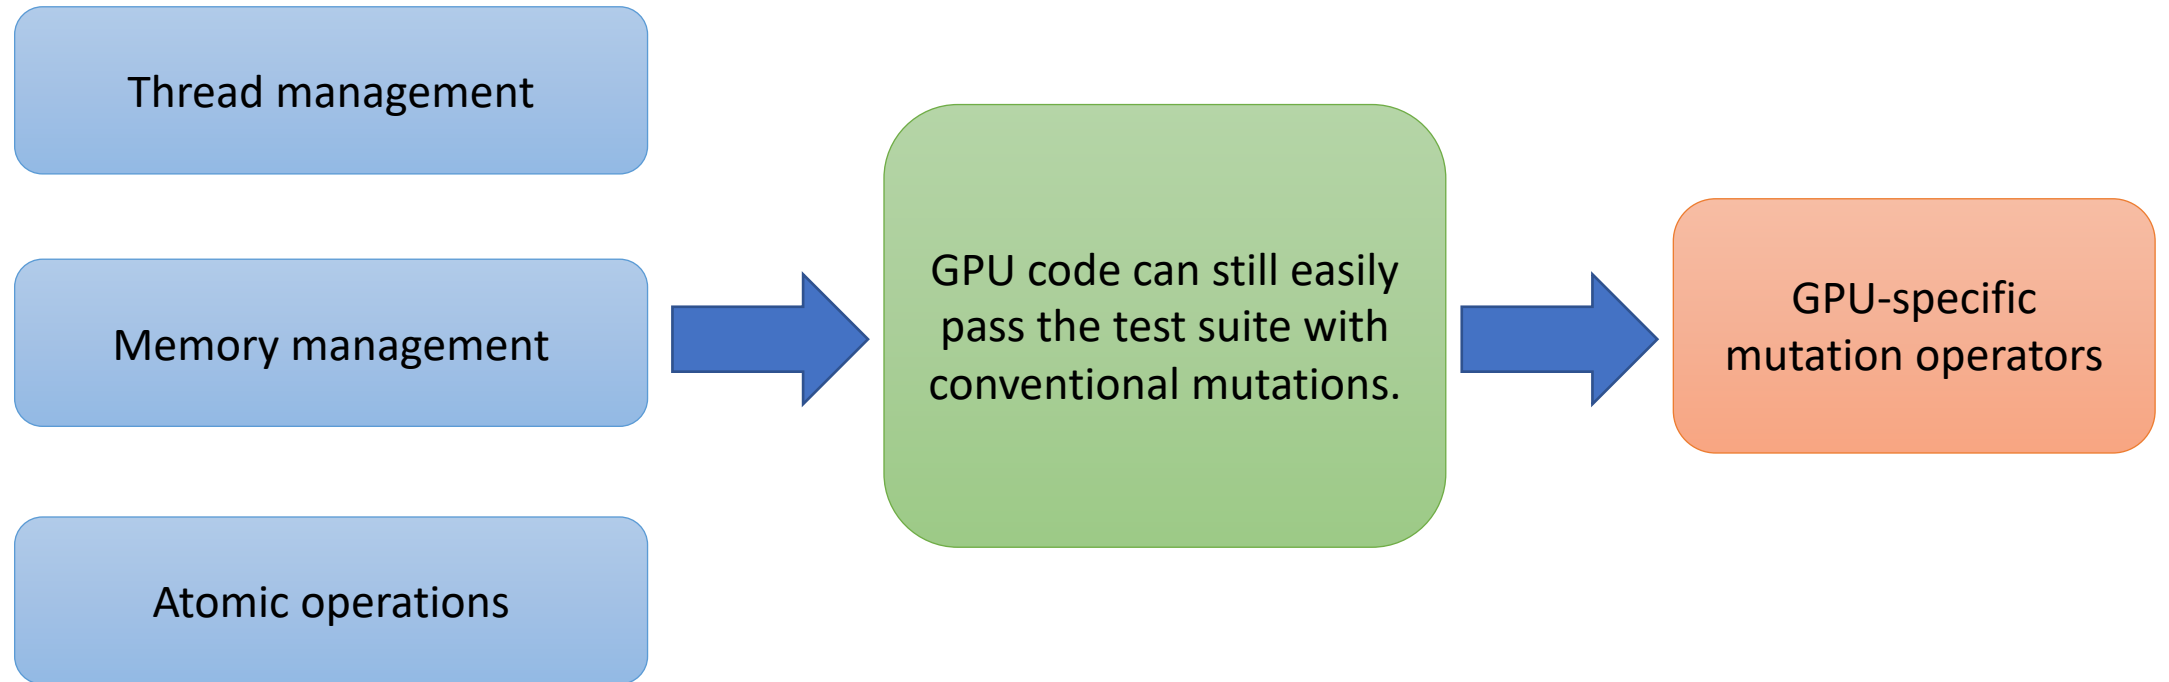 Thread management
Memory management
Atomic operations
GPU code can still easily
pass the test suite with
conventional mutations.
GPU-specific
mutation operators